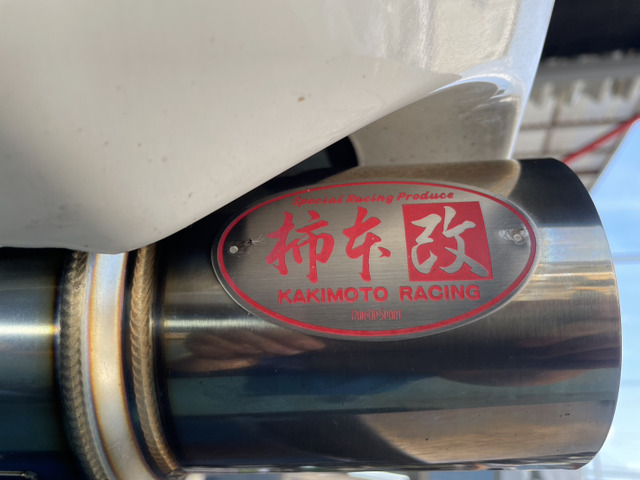 Special Racing Produce
柿本改
KAKIMOTO RACING